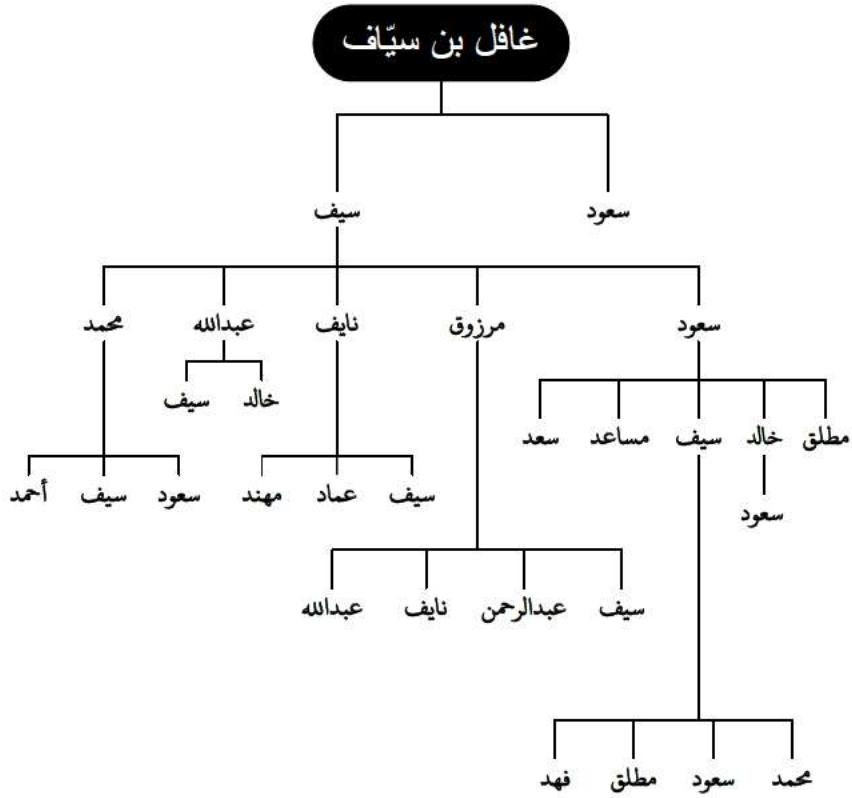 غافل بن سيّاف
سعود سيف
سعود مرزوق نايف عبدالله محمد
خالد سيف
مطلق خالد سيف مساعد سعد
سيف عماد مهند سعود سيف أحمد
سعود
سيف عبدالرحمن نايف عبدالله
محمد سعود مطلق فهد